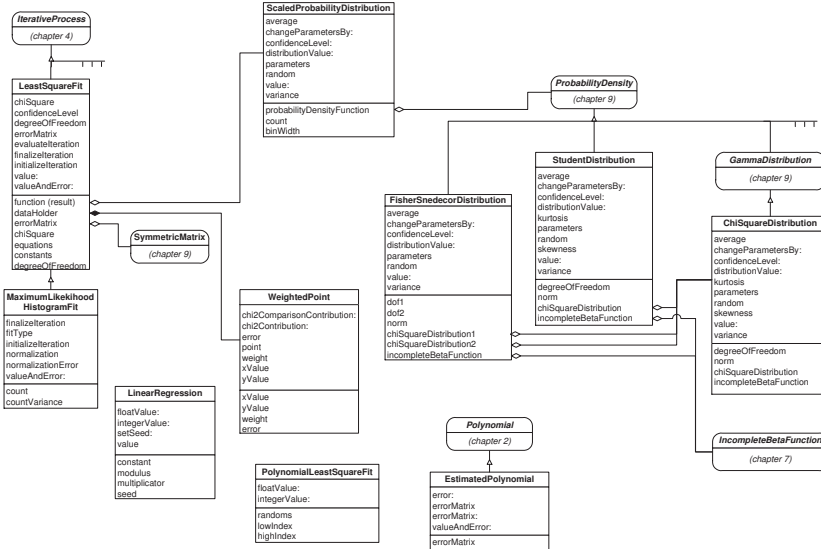 IterativeProcess
(chapter 4)
LeastSquareFit
chiSquare
confidenceLevel
degreeOfFreedom
errorMatrix
evaluateIteration
finalizeIteration
initializeIteration
value:
valueAndError:
function (result)
dataHolder
errorMatrix
chiSquare
equations
constants
degreeOfFreedom
MaximumLikekihood
HistogramFit
finalizeIteration
fitType
initializeIteration
normalization
normalizationError
valueAndError:
count
countVariance
ScaledProbabilityDistribution
average
changeParametersBy:
confidenceLevel:
distributionValue:
parameters
random
value:
variance
probabilityDensityFunction
count
binWidth
SymmetricMatrix
(chapter 9)
LinearRegression
floatValue:
integerValue:
setSeed:
value
constant
modulus
multiplicator
seed
WeightedPoint
chi2ComparisonContribution:
chi2Contribution:
error
point
weight
xValue
yValue
xValue
yValue
weight
error
PolynomialLeastSquareFit
floatValue:
integerValue:
randoms
lowIndex
highIndex
ProbabilityDensity
(chapter 9)
FisherSnedecorDistribution
average
changeParametersBy:
confidenceLevel:
distributionValue:
parameters
random
value:
variance
dof1
dof2
norm
chiSquareDistribution1
chiSquareDistribution2
incompleteBetaFunction
StudentDistribution
average
changeParametersBy:
confidenceLevel:
distributionValue:
kurtosis
parameters
random
skewness
value:
variance
degreeOfFreedom
norm
chiSquareDistribution
incompleteBetaFunction
GammaDistribution
(chapter 9)
ChiSquareDistribution
average
changeParametersBy:
confidenceLevel:
distributionValue:
kurtosis
parameters
random
skewness
value:
variance
degreeOfFreedom
norm
chiSquareDistribution
incompleteBetaFunction
Polynomial
(chapter 2)
EstimatedPolynomial
error:
errorMatrix
errorMatrix:
valueAndError:
errorMatrix
IncompleteBetaFunction
(chapter 7)